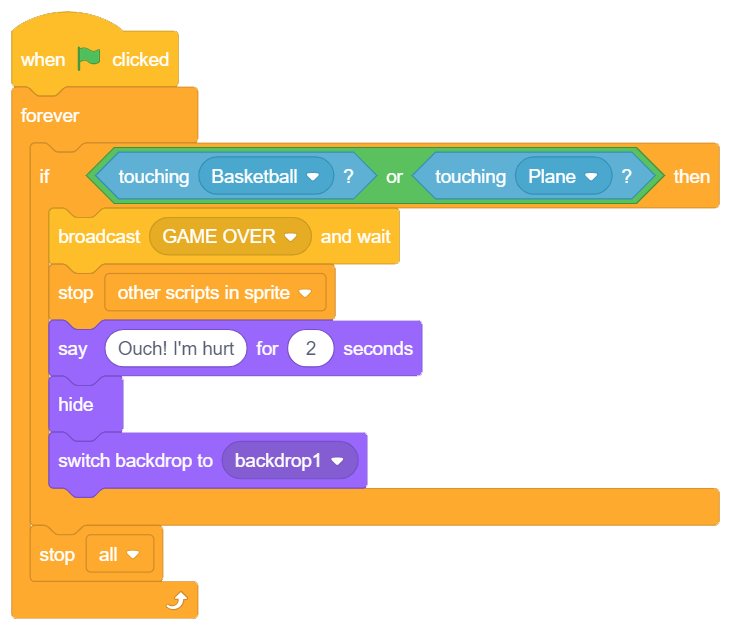 when clicked
forever
if touching Basketball ? or touching Plane ? then
broadcast GAME OVER and wait
stop other scripts in sprite
say Ouch! I'm hurt for 2 seconds
hide
switch backdrop to backdrop1
stop all